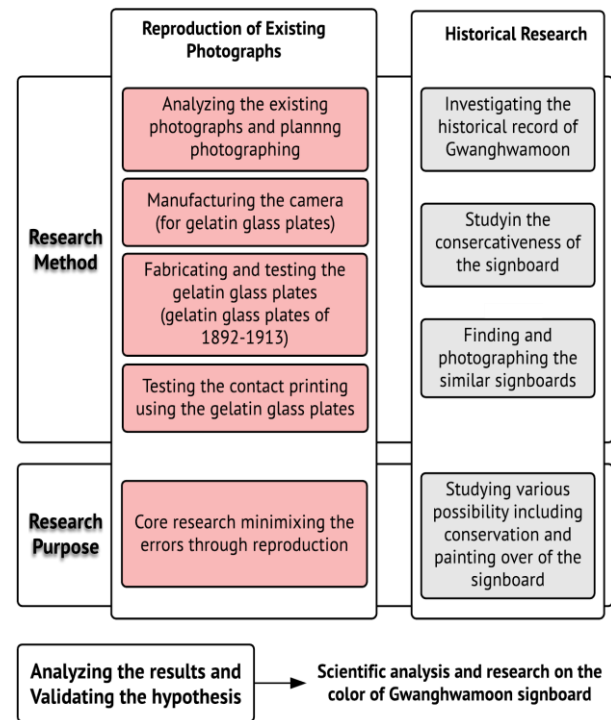 Reproduction of Existing
Photographs
Historical Research
Research
Method
Analyzing the existing
photographs and plannng
photographing
Manufacturing the camera
(for gelatin glass plates)
Fabricating and testing the
gelatin glass plates
(gelatin glass plates of
1892-1913)
Testing the contact printing
using the gelatin glass plates
Investigating the
historical record of
Gwanghwamoon
Studyin the
consercativeness of
the signboard
Finding and
photographing the
similar signboards
Research
Purpose
Core research minimixing the
errors through reproduction
Studying various
possibility including
conservation and
painting over of the
signboard
Analyzing the results and
Validating the hypothesis
Scientific analysis and research on the
color of Gwanghwamoon signboard